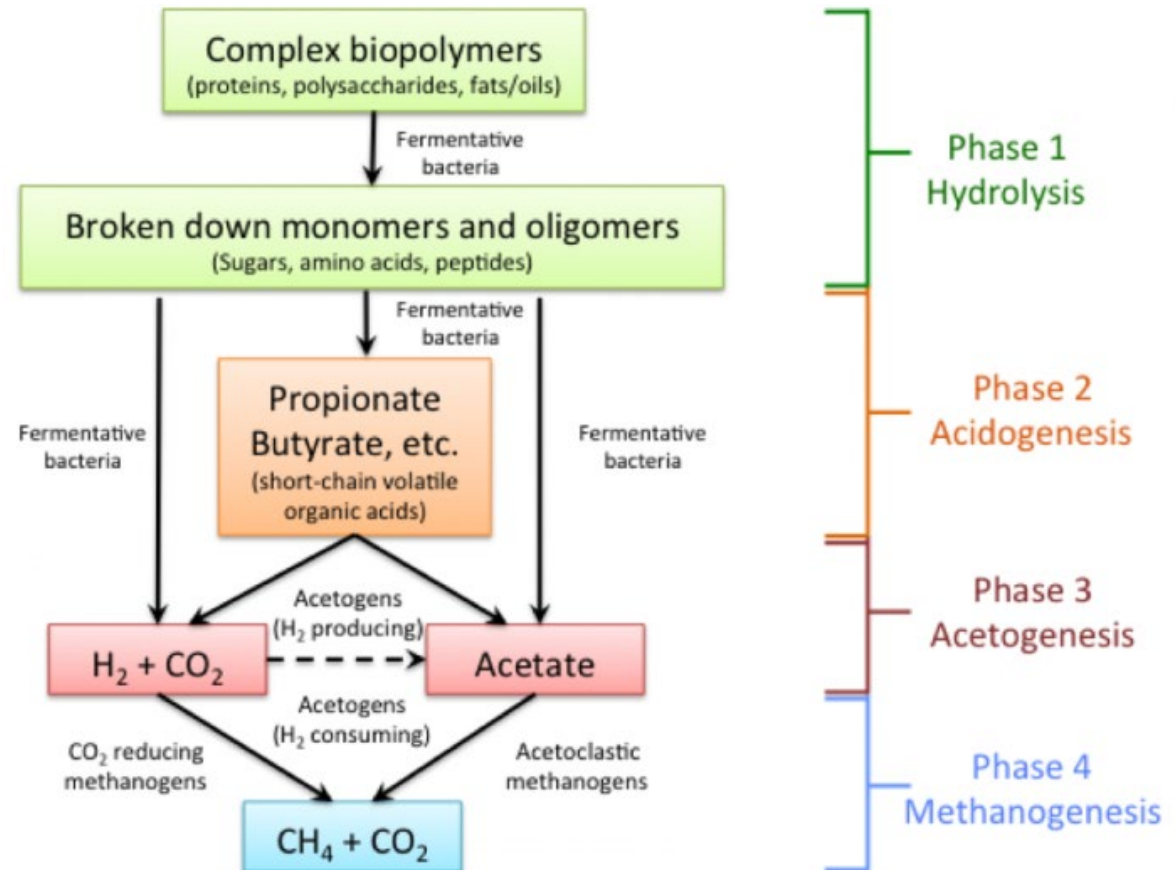 Complex biopolymers
(proteins, polysaccharides, fats/oils)
Fermentative
bacteria
Phase 1
Hydrolysis
Broken down monomers and oligomers
(Sugars, amino acids, peptides)
Fermentative
bacteria
Propionate
Butyrate, etc.
(short-chain volatile
organic acids)
Fermentative
bacteria
Fermentative
bacteria
Phase 2
Acidogenesis
Acetogens
(H₂ producing)
H₂ + CO₂
Acetate
Phase 3
Acetogenesis
Acetogens
(H₂ consuming)
CO₂ reducing
methanogens
Acetoclastic
methanogens
Phase 4
Methanogenesis
CH₄ + CO₂